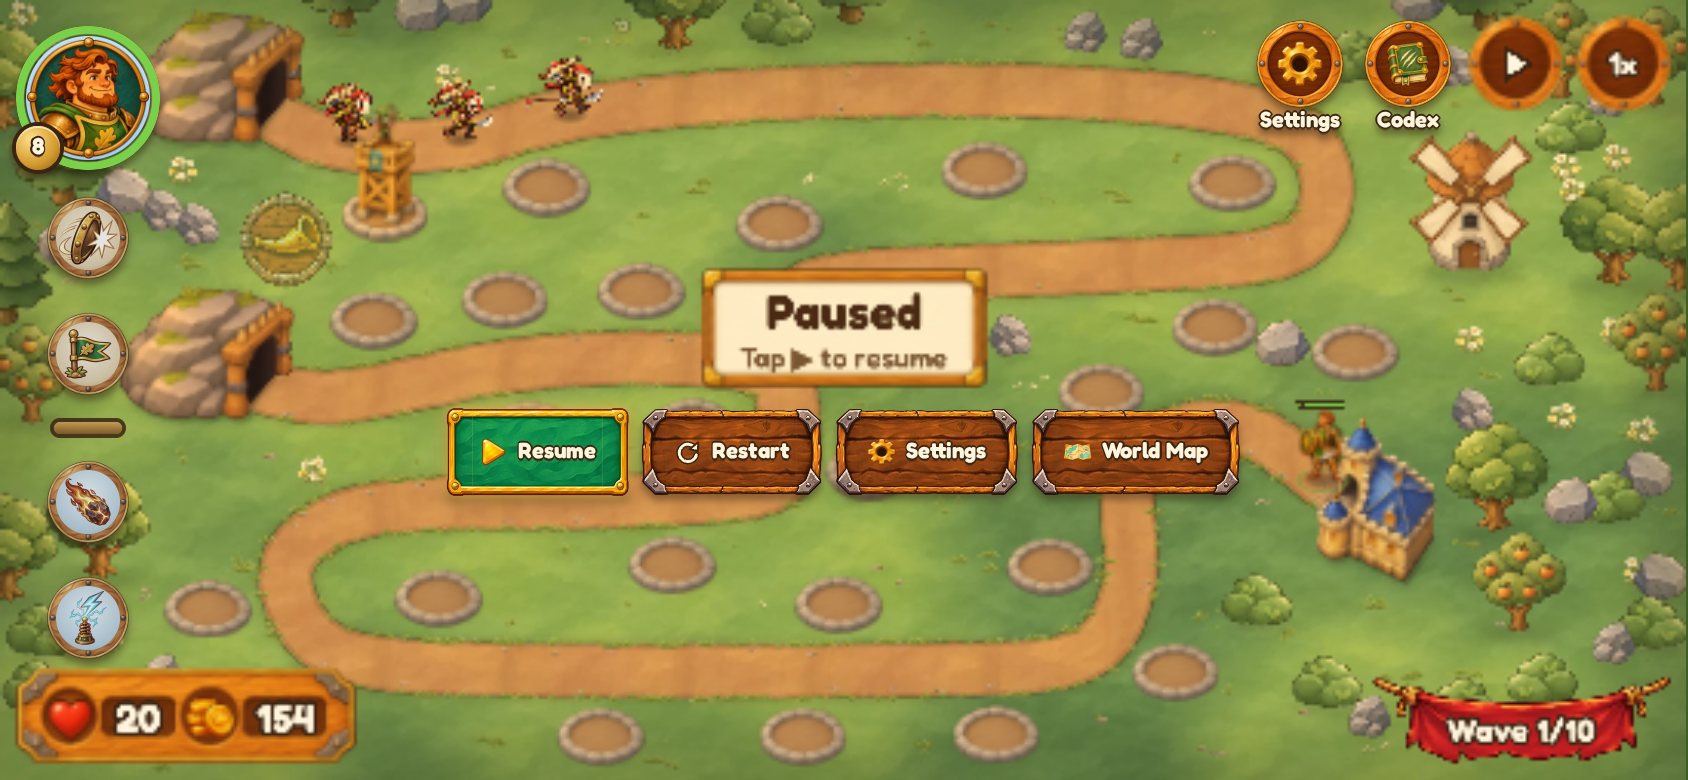 8
Settings
Codex
1x
Paused
Tap ▶ to resume
Resume
Restart
Settings
World Map
20
154
Wave 1/10